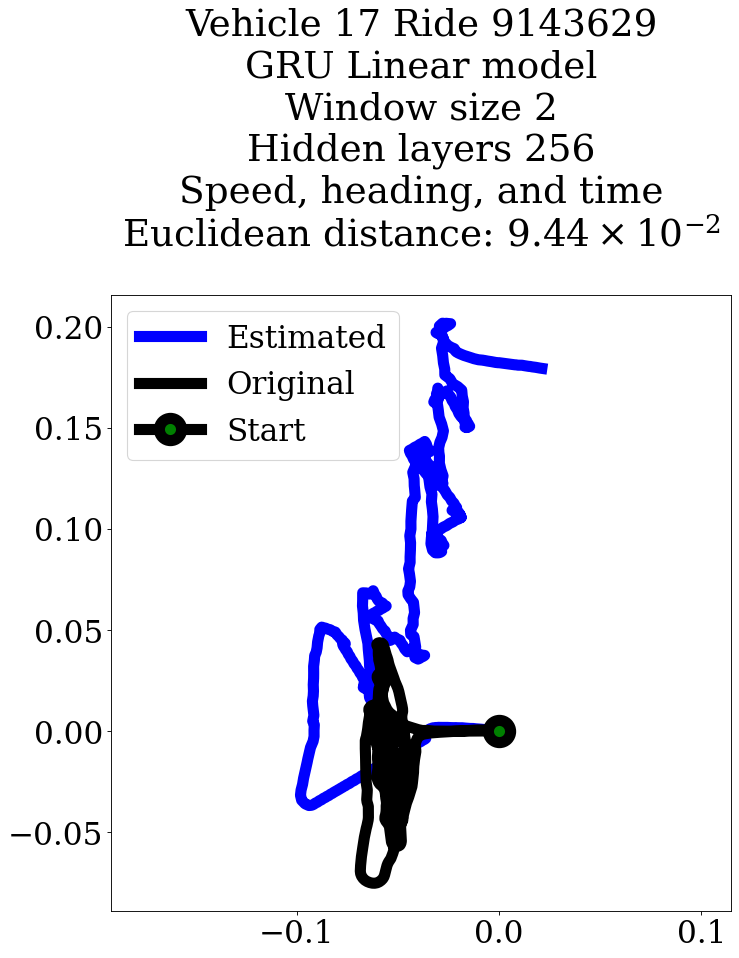 Vehicle 17 Ride 9143629
GRU Linear model
Window size 2
Hidden layers 256
Speed, heading, and time
Euclidean distance: 9.44 × 10⁻²
Estimated
Original
Start
0.20
0.15
0.10
0.05
0.00
−0.05
−0.1
0.0
0.1